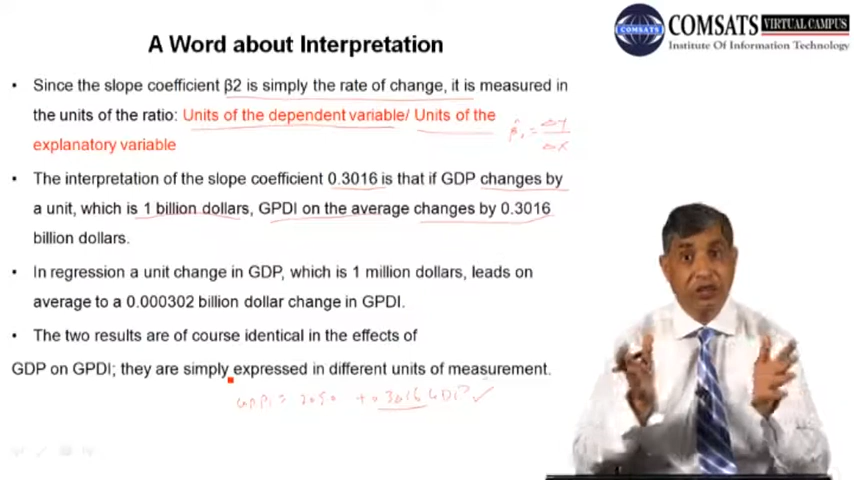 COMSATS VIRTUAL CAMPUS
Institute Of Information Technology
A Word about Interpretation
• Since the slope coefficient β2 is simply the rate of change, it is measured in
the units of the ratio: Units of the dependent variable/ Units of the
explanatory variable
• The interpretation of the slope coefficient 0.3016 is that if GDP changes by
a unit, which is 1 billion dollars, GPDI on the average changes by 0.3016
billion dollars.
• In regression a unit change in GDP, which is 1 million dollars, leads on
average to a 0.000302 billion dollar change in GPDI.
• The two results are of course identical in the effects of
GDP on GPDI; they are simply expressed in different units of measurement.